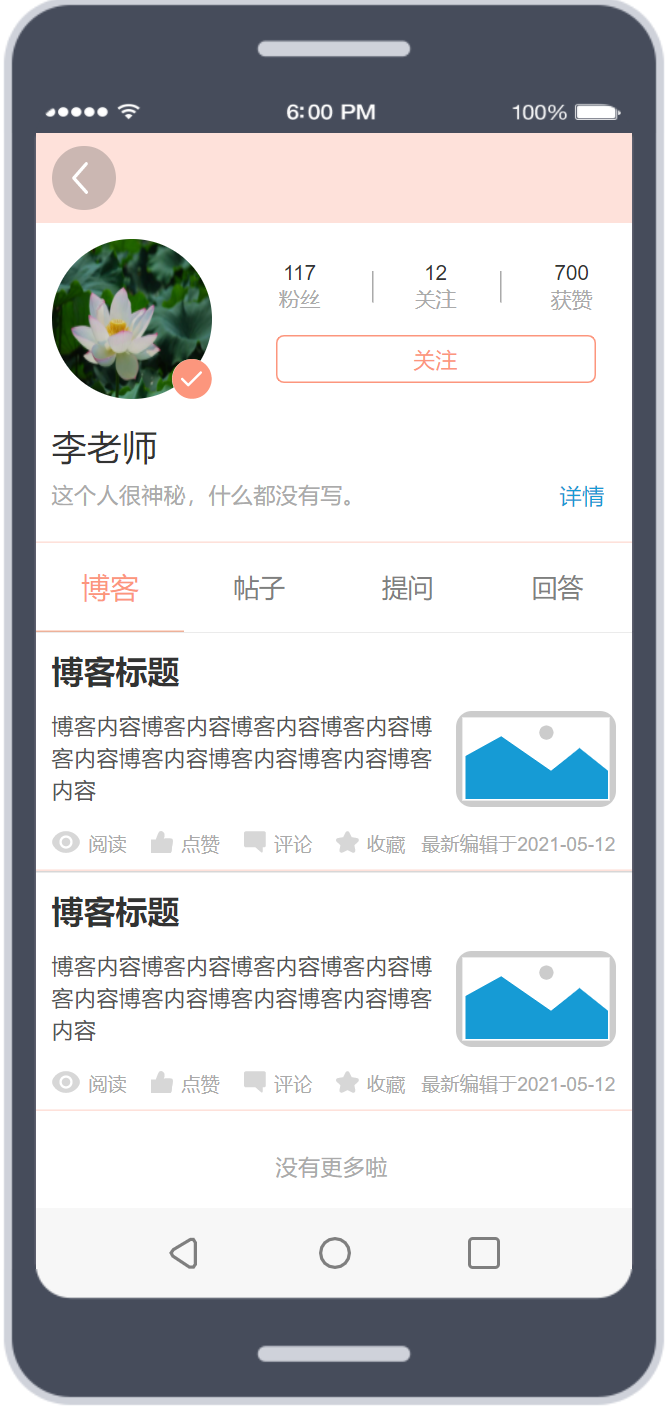 6:00 PM 100%
117 12 700
粉丝 关注 获赞
关注
李老师
这个人很神秘，什么都没有写。 详情
博客 帖子 提问 回答
博客标题
博客内容博客内容博客内容博客内容博
客内容博客内容博客内容博客内容博客
内容
阅读 点赞 评论 收藏 最新编辑于2021-05-12
博客标题
博客内容博客内容博客内容博客内容博
客内容博客内容博客内容博客内容博客
内容
阅读 点赞 评论 收藏 最新编辑于2021-05-12
没有更多啦